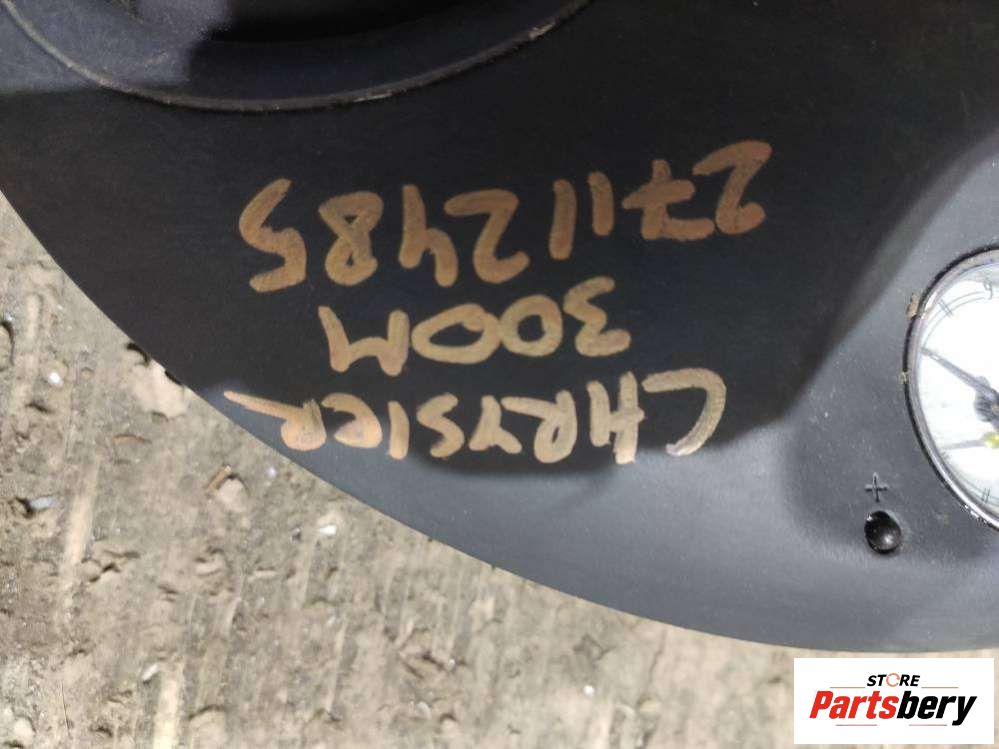 CHRYSlER
300M
27112485
+
STORE
Partsbery